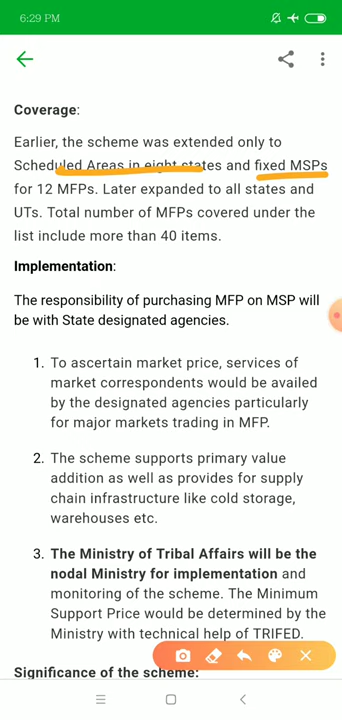 6:29 PM
Coverage:
Earlier, the scheme was extended only to
Scheduled Areas in eight states and fixed MSPs
for 12 MFPs. Later expanded to all states and
UTs. Total number of MFPs covered under the
list include more than 40 items.
Implementation:
The responsibility of purchasing MFP on MSP will
be with State designated agencies.
1. To ascertain market price, services of
market correspondents would be availed
by the designated agencies particularly
for major markets trading in MFP.
2. The scheme supports primary value
addition as well as provides for supply
chain infrastructure like cold storage,
warehouses etc.
3. The Ministry of Tribal Affairs will be the
nodal Ministry for implementation and
monitoring of the scheme. The Minimum
Support Price would be determined by the
Ministry with technical help of TRIFED.
Significance of the scheme: